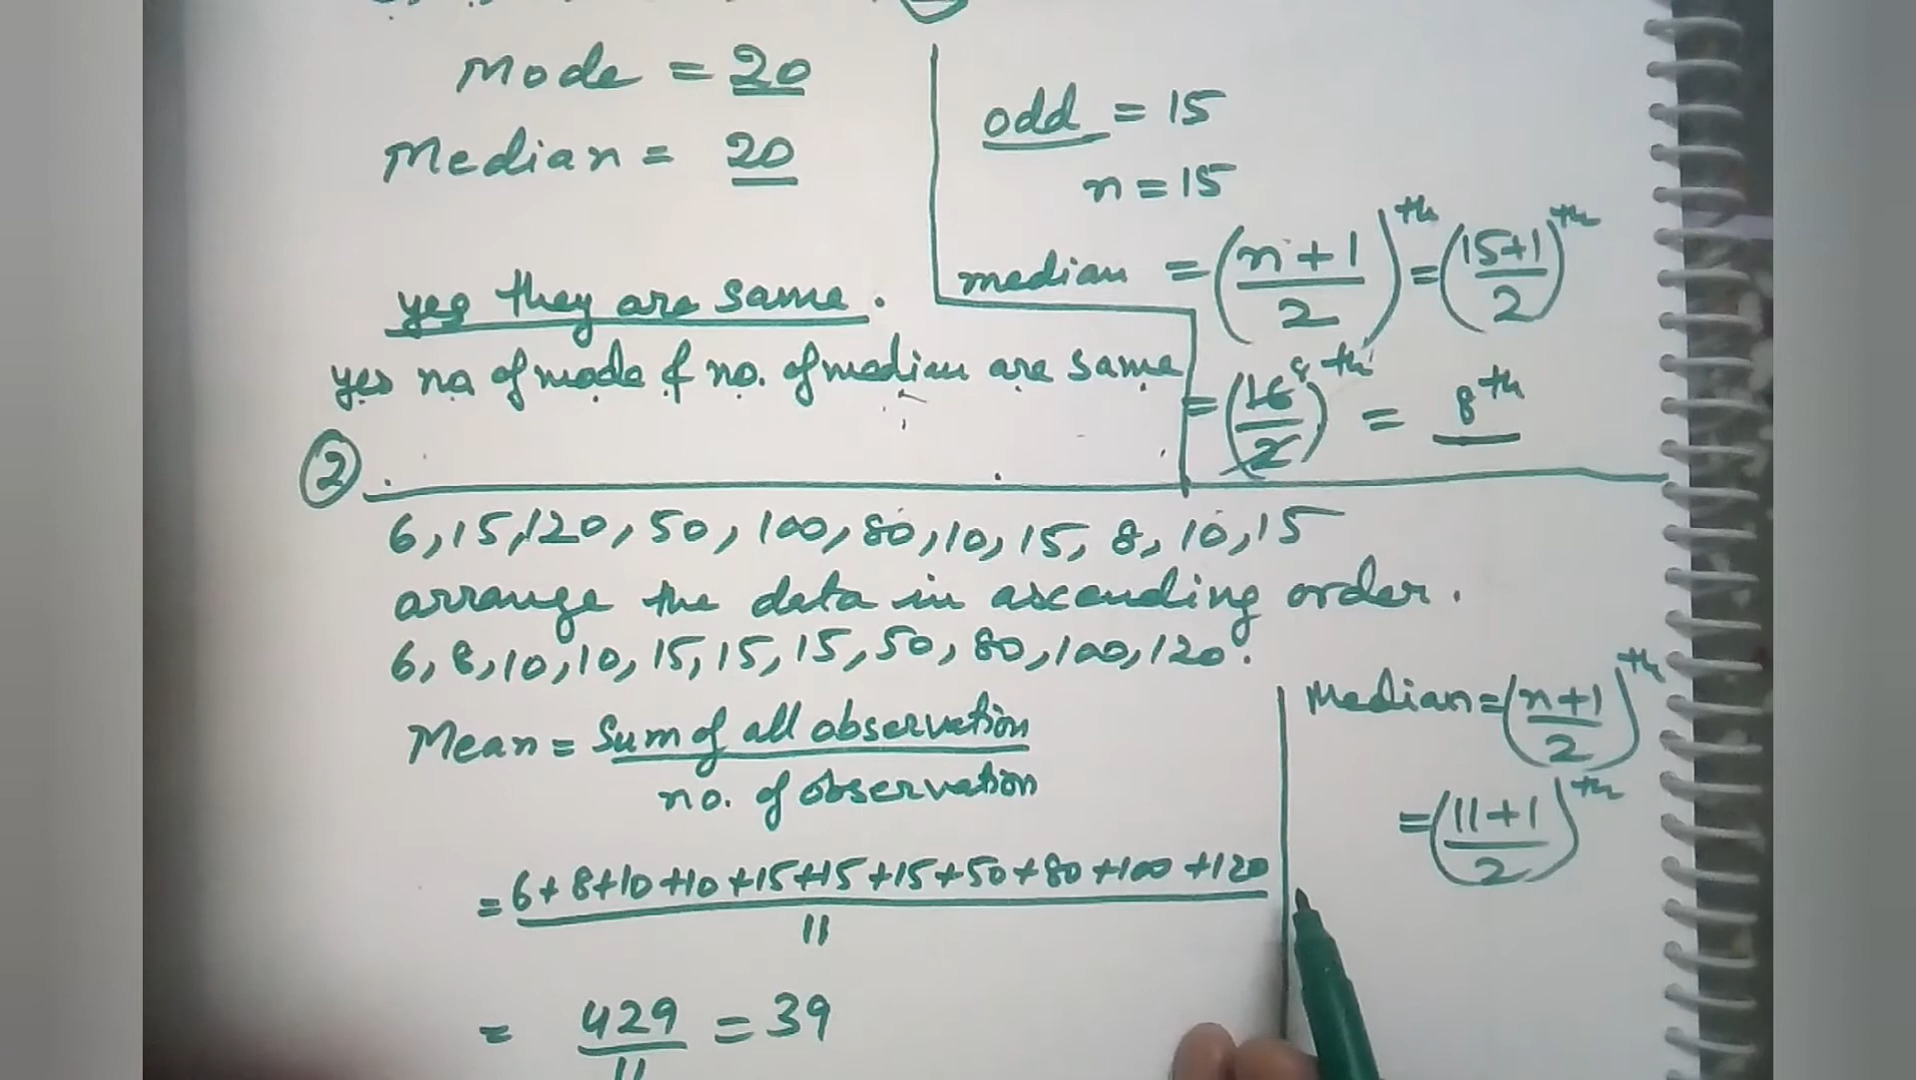 Mode = 20
Median = 20
yes they are same.
yes no of mode & no. of median are same
odd = 15
n = 15
median = (n+1/2)th = (15+1/2)th
= (16/2)8th = 8th
2.
6, 15, 120, 50, 100, 80, 10, 15, 8, 10, 15
arrange the data in ascending order.
6, 8, 10, 10, 15, 15, 15, 50, 80, 100, 120.
Mean = Sum of all observation
no. of observation
= 6+8+10+10+15+15+15+50+80+100+120
11
= 429/11 = 39
Median = (n+1/2)th
= (11+1/2)th